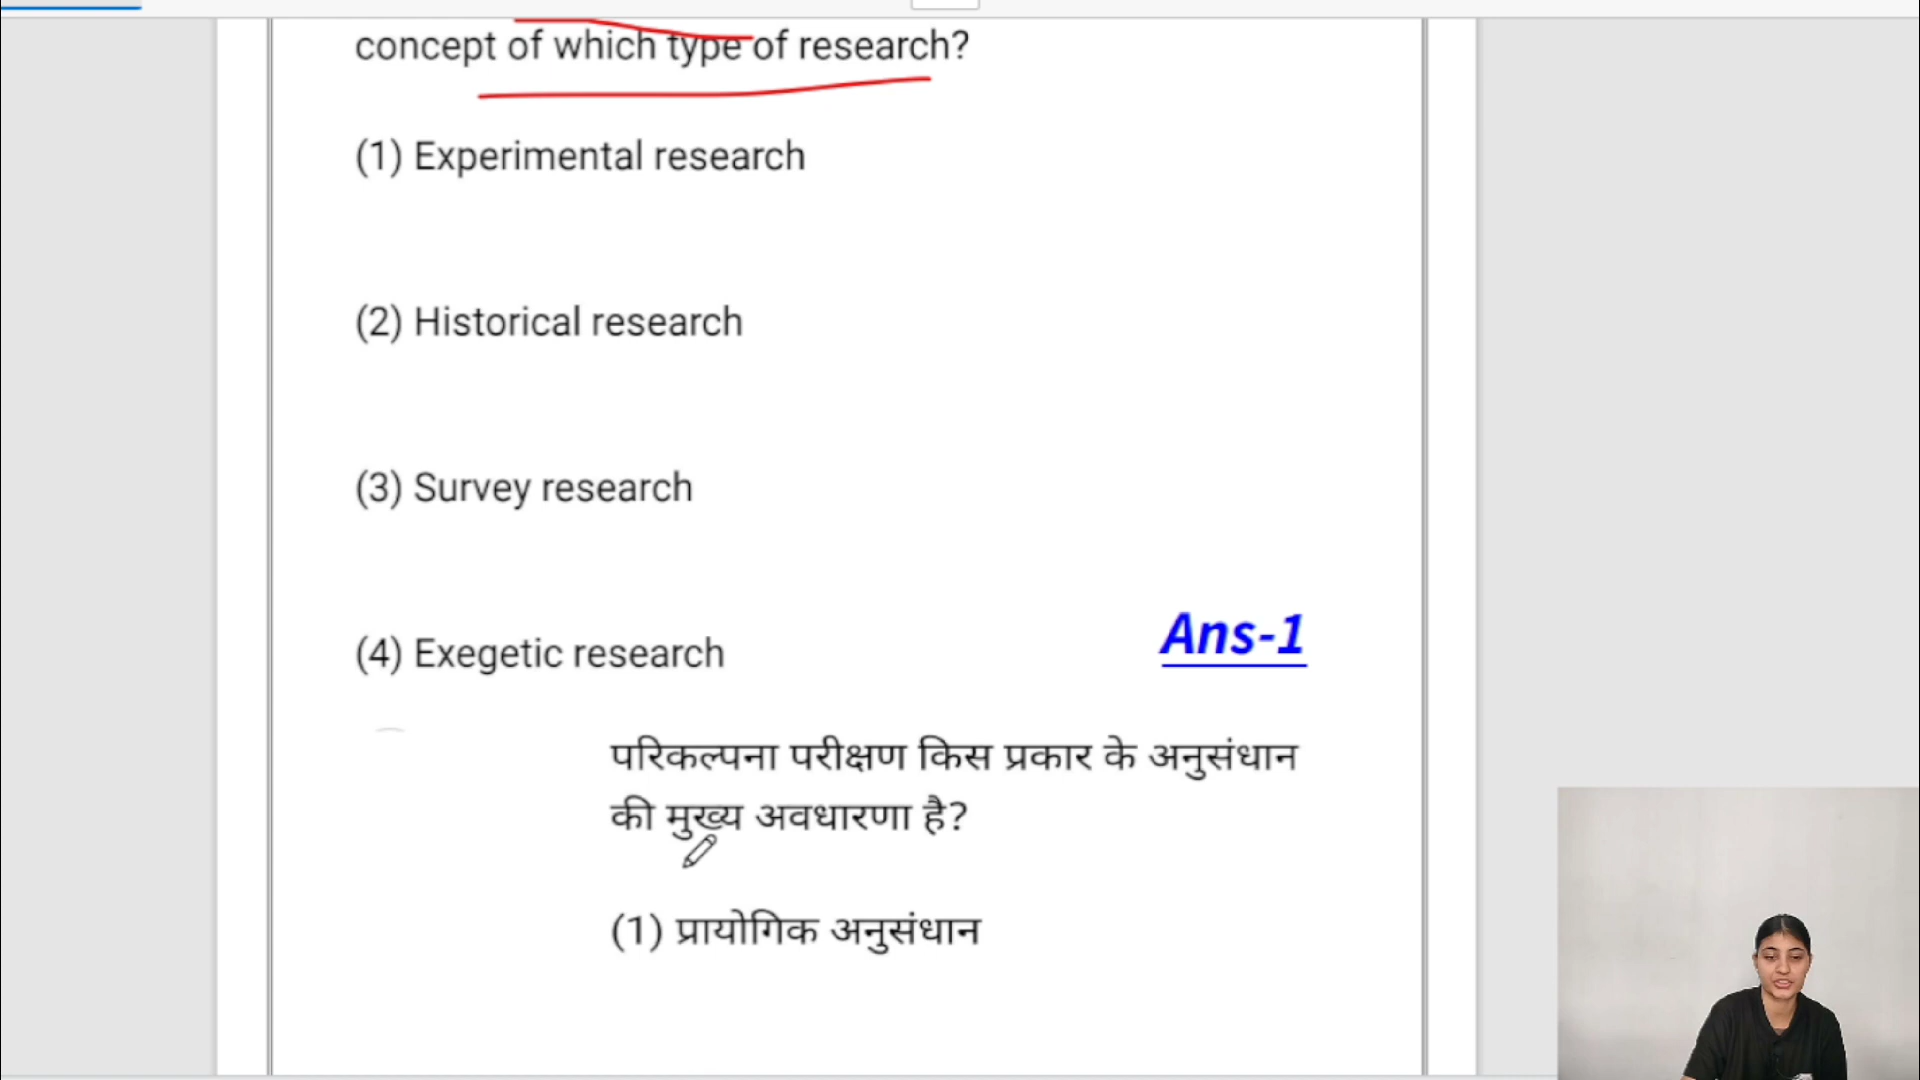 concept of which type of research?
(1) Experimental research
(2) Historical research
(3) Survey research
Ans-1
(4) Exegetic research
परिकल्पना परीक्षण किस प्रकार के अनुसंधान
की मुख्य अवधारणा है?
(1) प्रायोगिक अनुसंधान